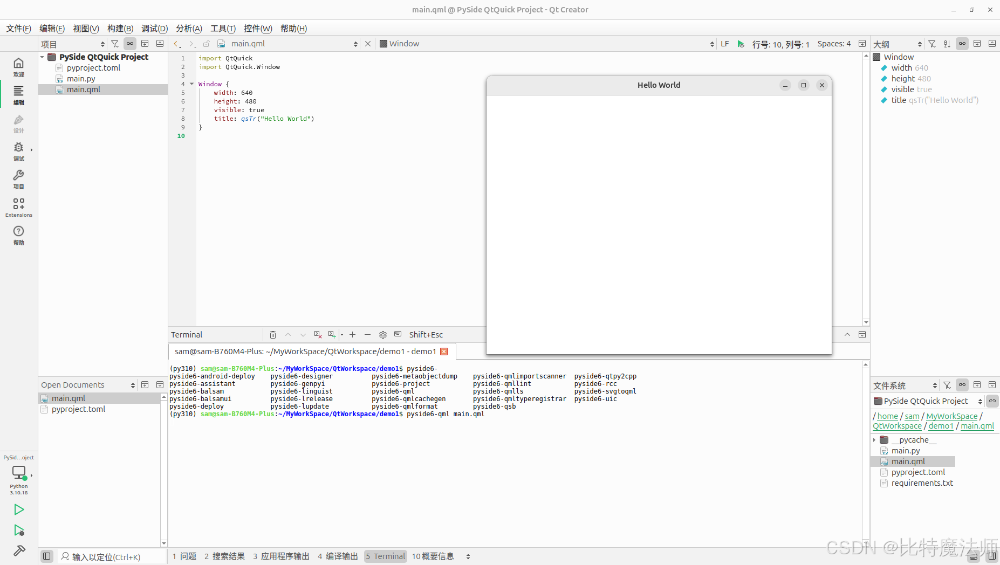 main.qml @ PySide QtQuick Project - Qt Creator
文件(F) 编辑(E) 视图(V) 构建(B) 调试(D) 分析(A) 工具(T) 控件(W) 帮助(H)
项目
main.qml
Window
LF
行号: 10, 列号: 1
Spaces: 4
大纲
欢迎
编辑
设计
调试
项目
Extensions
帮助
PySide QtQuick Project
pyproject.toml
main.py
main.qml
1 import QtQuick
2 import QtQuick.Window
3
4 Window {
5 width: 640
6 height: 480
7 visible: true
8 title: qsTr("Hello World")
9 }
10
Hello World
Window
width 640
height 480
visible true
title qsTr("Hello World")
Terminal
Shift+Esc
sam@sam-B760M4-Plus: ~/MyWorkSpace/QtWorkspace/demo1 - demo1
(py310) sam@sam-B760M4-Plus:~/MyWorkSpace/QtWorkspace/demo1$ pyside6-
pyside6-android-deploy pyside6-designer pyside6-metaobjectdump pyside6-qmlimportscanner pyside6-qtpy2cpp
pyside6-assistant pyside6-genpyi pyside6-project pyside6-qmllint pyside6-rcc
pyside6-balsam pyside6-linguist pyside6-qml pyside6-qmlls pyside6-svgtoqml
pyside6-balsamui pyside6-lrelease pyside6-qmlcachegen pyside6-qmltyperegistrar pyside6-uic
pyside6-deploy pyside6-lupdate pyside6-qmlformat pyside6-qsb
(py310) sam@sam-B760M4-Plus:~/MyWorkSpace/QtWorkspace/demo1$ pyside6-qml main.qml
Open Documents
main.qml
pyproject.toml
文件系统
PySide QtQuick Project
/ home / sam / MyWorkSpace /
QtWorkspace / demo1 / main.qml
__pycache__
main.py
main.qml
pyproject.toml
requirements.txt
PySid...oject
Python
3.10.18
输入以定位(Ctrl+K)
1 问题 2 搜索结果 3 应用程序输出 4 编译输出 5 Terminal 10 概要信息
CSDN @比特魔法师